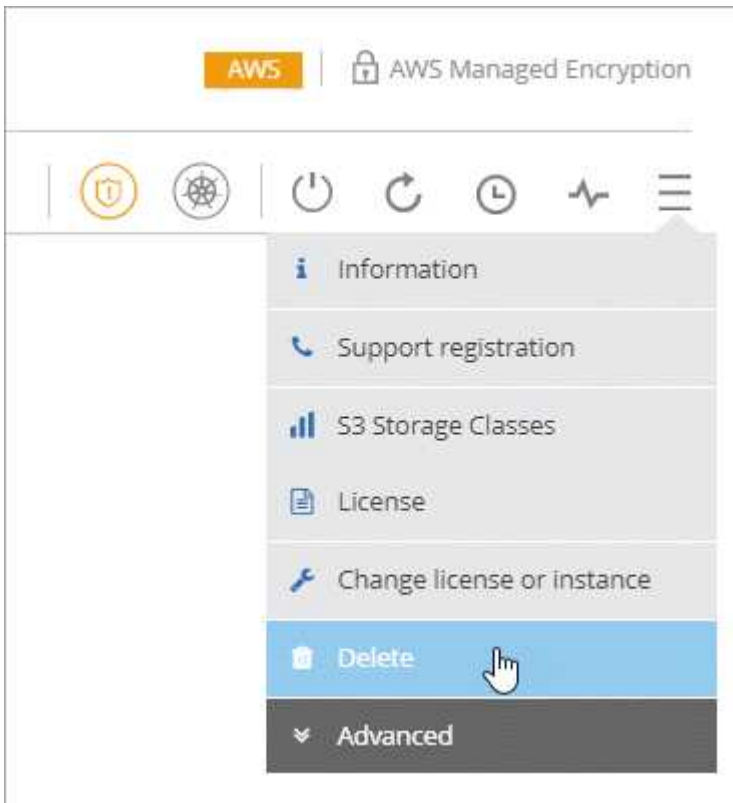 AWS
AWS Managed Encryption
Information
Support registration
S3 Storage Classes
License
Change license or instance
Delete
Advanced